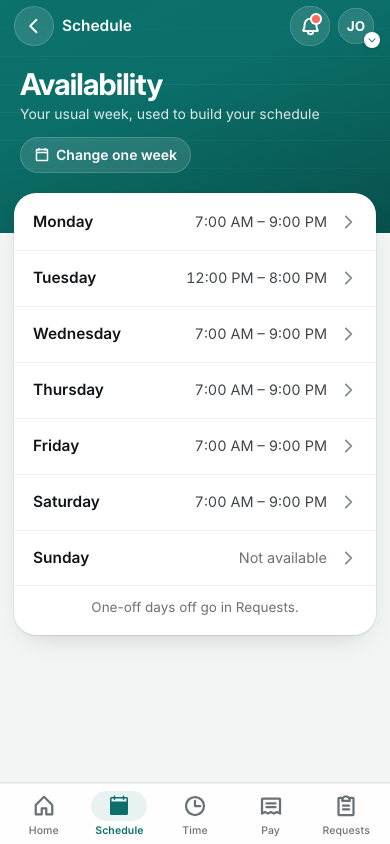 Schedule
JO
Availability
Your usual week, used to build your schedule
Change one week
Monday 7:00 AM – 9:00 PM
Tuesday 12:00 PM – 8:00 PM
Wednesday 7:00 AM – 9:00 PM
Thursday 7:00 AM – 9:00 PM
Friday 7:00 AM – 9:00 PM
Saturday 7:00 AM – 9:00 PM
Sunday Not available
One-off days off go in Requests.
Home Schedule Time Pay Requests